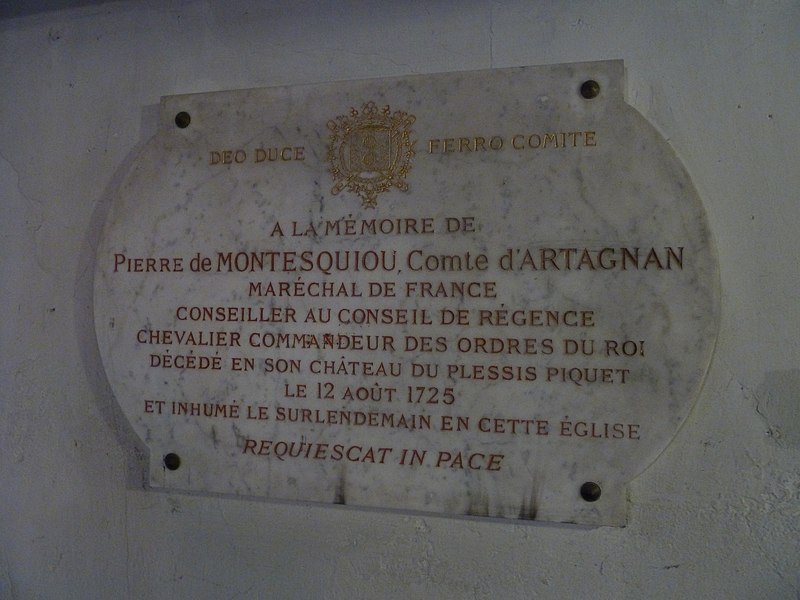 DEO DUCE FERRO COMITE
A LA MÉMOIRE DE
PIERRE de MONTESQUIOU, Comte d'ARTAGNAN
MARÉCHAL DE FRANCE
CONSEILLER AU CONSEIL DE RÉGENCE
CHEVALIER COMMANDEUR DES ORDRES DU ROI
DÉCÉDÉ EN SON CHÂTEAU DU PLESSIS PIQUET
LE 12 AOÛT 1725
ET INHUMÉ LE SURLENDEMAIN EN CETTE ÉGLISE
REQUIESCAT IN PACE